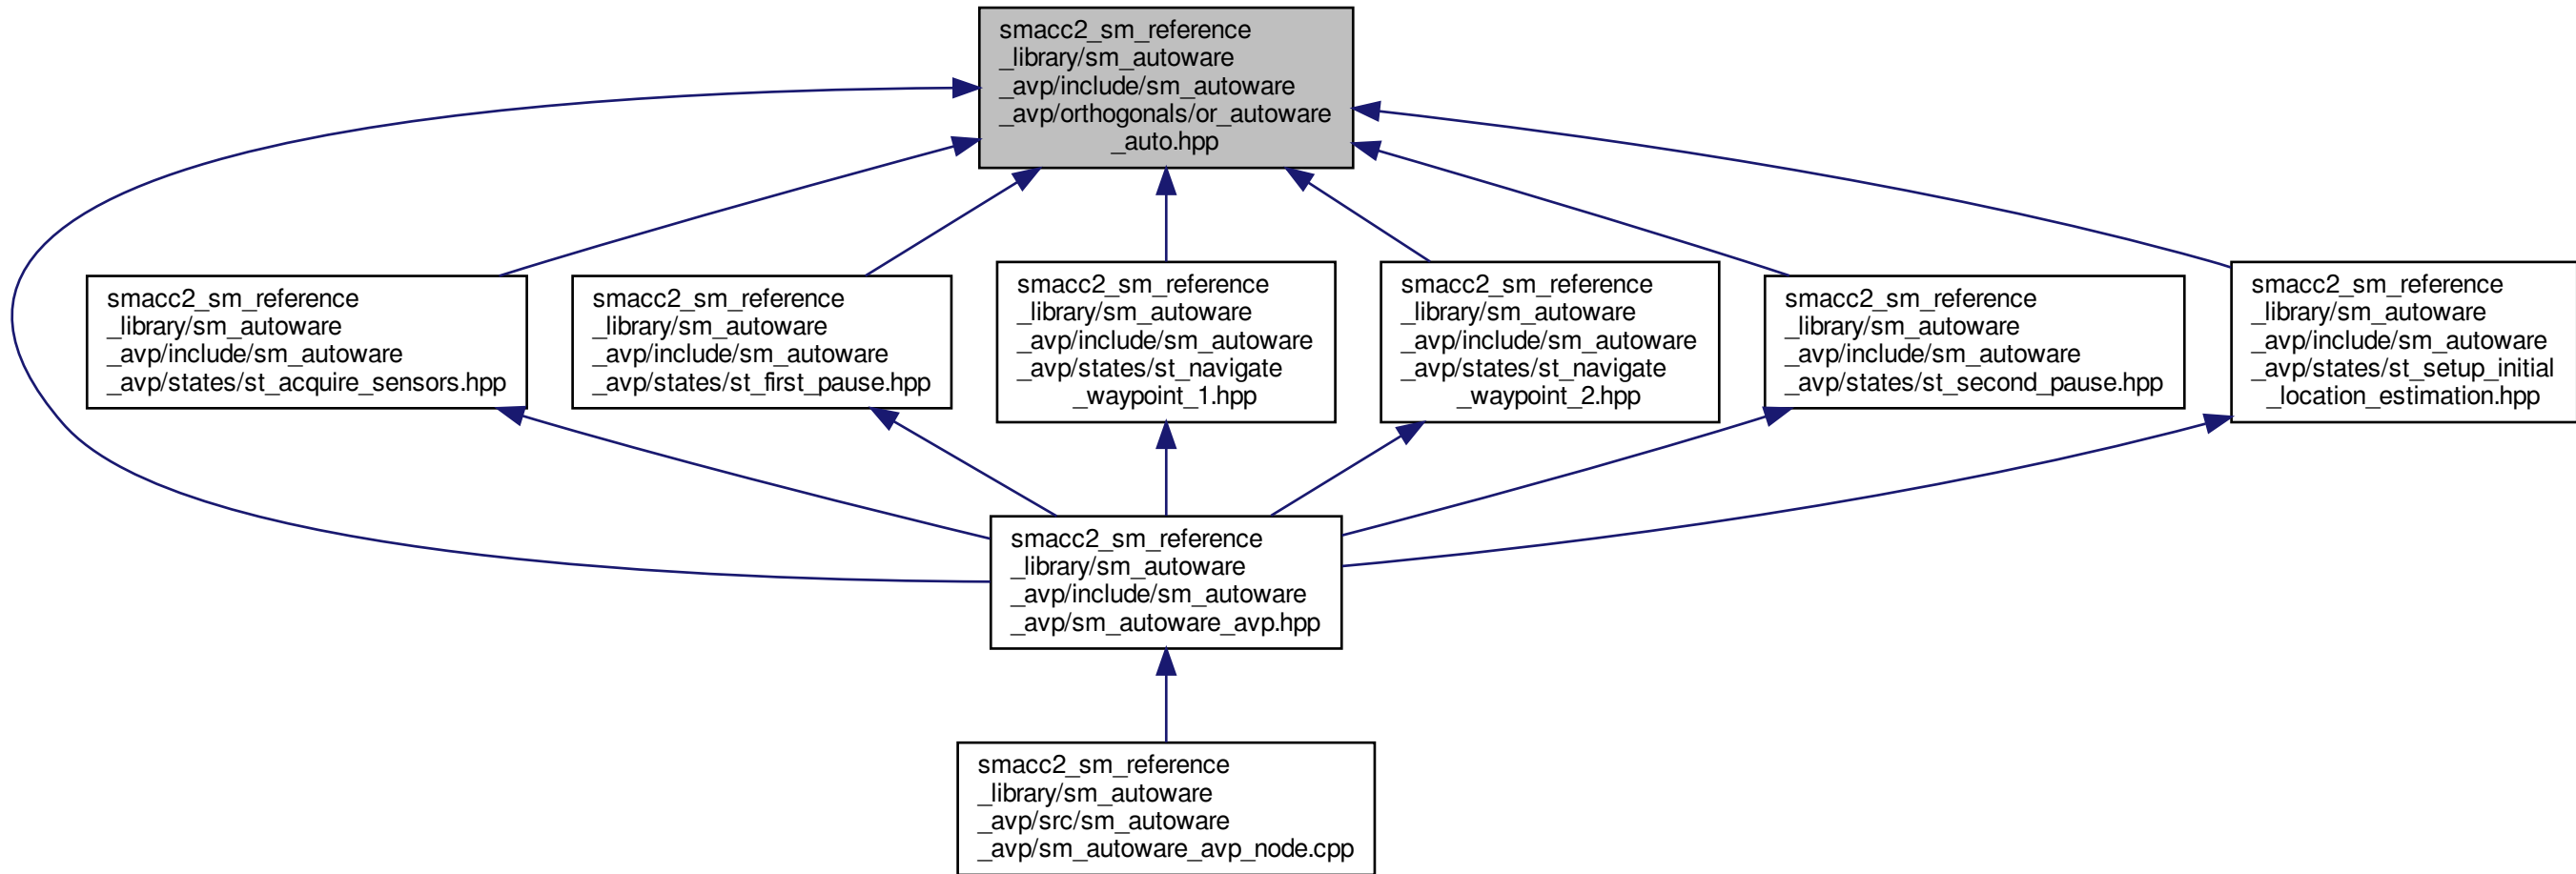 smacc2_sm_reference
_library/sm_autoware
_avp/include/sm_autoware
_avp/orthogonals/or_autoware
_auto.hpp
smacc2_sm_reference
_library/sm_autoware
_avp/include/sm_autoware
_avp/states/st_acquire_sensors.hpp
smacc2_sm_reference
_library/sm_autoware
_avp/include/sm_autoware
_avp/states/st_first_pause.hpp
smacc2_sm_reference
_library/sm_autoware
_avp/include/sm_autoware
_avp/states/st_navigate
_waypoint_1.hpp
smacc2_sm_reference
_library/sm_autoware
_avp/include/sm_autoware
_avp/states/st_navigate
_waypoint_2.hpp
smacc2_sm_reference
_library/sm_autoware
_avp/include/sm_autoware
_avp/states/st_second_pause.hpp
smacc2_sm_reference
_library/sm_autoware
_avp/include/sm_autoware
_avp/states/st_setup_initial
_location_estimation.hpp
smacc2_sm_reference
_library/sm_autoware
_avp/include/sm_autoware
_avp/sm_autoware_avp.hpp
smacc2_sm_reference
_library/sm_autoware
_avp/src/sm_autoware
_avp/sm_autoware_avp_node.cpp